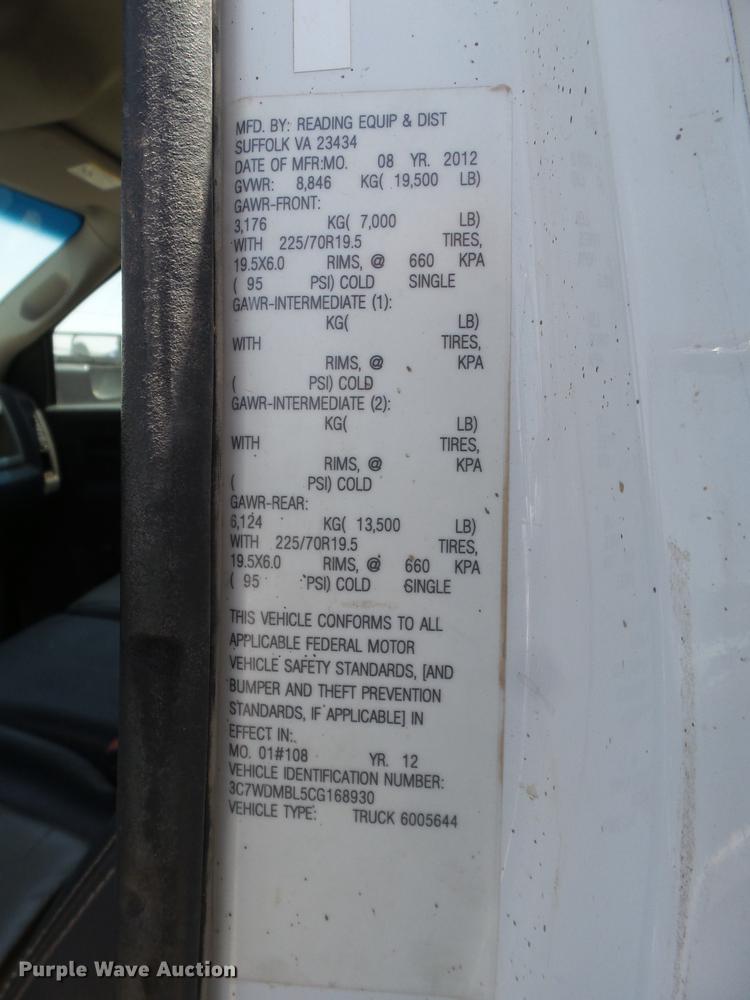 MFD. BY: READING EQUIP & DIST
SUFFOLK VA 23434
DATE OF MFR:MO. 08 YR. 2012
GVWR: 8,846 KG( 19,500 LB)
GAWR-FRONT:
3,176 KG( 7,000 LB)
WITH 225/70R19.5 TIRES,
19.5X6.0 RIMS, @ 660 KPA
( 95 PSI) COLD SINGLE
GAWR-INTERMEDIATE (1):
KG( LB)
WITH TIRES,
RIMS, @ KPA
( PSI) COLD
GAWR-INTERMEDIATE (2):
KG( LB)
WITH TIRES,
RIMS, @ KPA
( PSI) COLD
GAWR-REAR:
6,124 KG( 13,500 LB)
WITH 225/70R19.5 TIRES,
19.5X6.0 RIMS, @ 660 KPA
( 95 PSI) COLD SINGLE
THIS VEHICLE CONFORMS TO ALL
APPLICABLE FEDERAL MOTOR
VEHICLE SAFETY STANDARDS, [AND
BUMPER AND THEFT PREVENTION
STANDARDS, IF APPLICABLE] IN
EFFECT IN:
MO. 01#108 YR. 12
VEHICLE IDENTIFICATION NUMBER:
3C7WDMBL5CG168930
VEHICLE TYPE: TRUCK 6005644
Purple Wave Auction